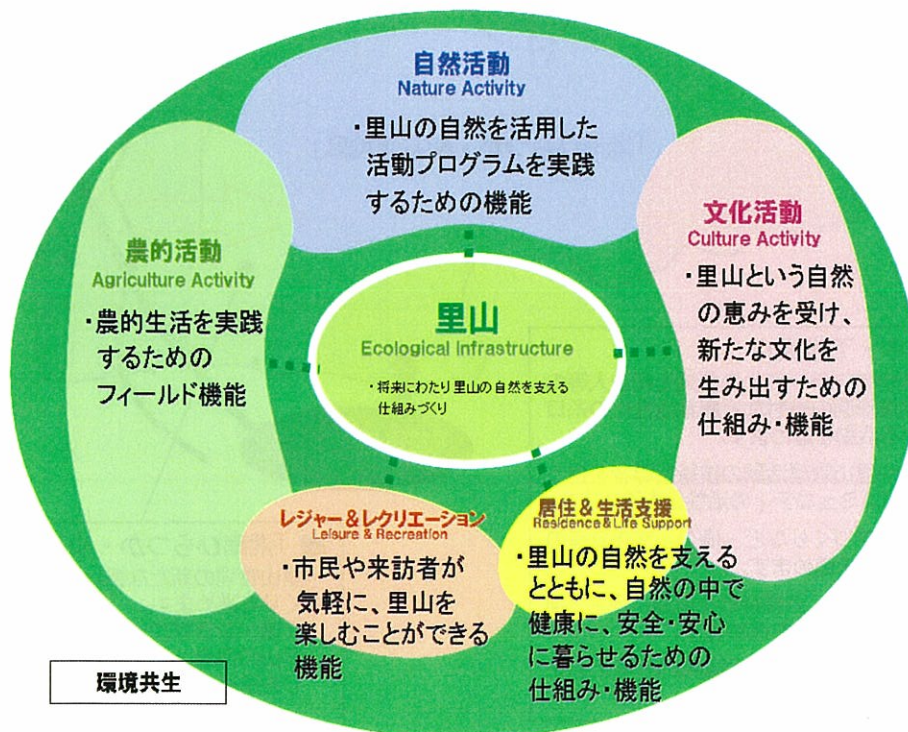 自然活動
Nature Activity
・里山の自然を活用した
活動プログラムを実践
するための機能
農的活動
Agriculture Activity
・農的生活を実践
するための
フィールド機能
文化活動
Culture Activity
・里山という自然
の恵みを受け、
新たな文化を
生み出すための
仕組み・機能
里山
Ecological Infrastructure
・将来にわたり里山の自然を支える
仕組みづくり
レジャー＆レクリエーション
Leisure & Recreation
・市民や来訪者が
気軽に、里山を
楽しむことができる
機能
居住＆生活支援
Residence & Life Support
・里山の自然を支える
とともに、自然の中で
健康に、安全・安心
に暮らせるための
仕組み・機能
環境共生